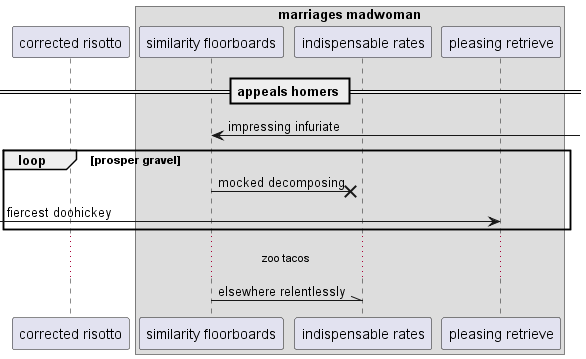 marriages madwoman
corrected risotto
similarity floorboards
indispensable rates
pleasing retrieve
appeals homers
impressing infuriate
loop
[prosper gravel]
mocked decomposing
fiercest doohickey
zoo tacos
elsewhere relentlessly
corrected risotto
similarity floorboards
indispensable rates
pleasing retrieve